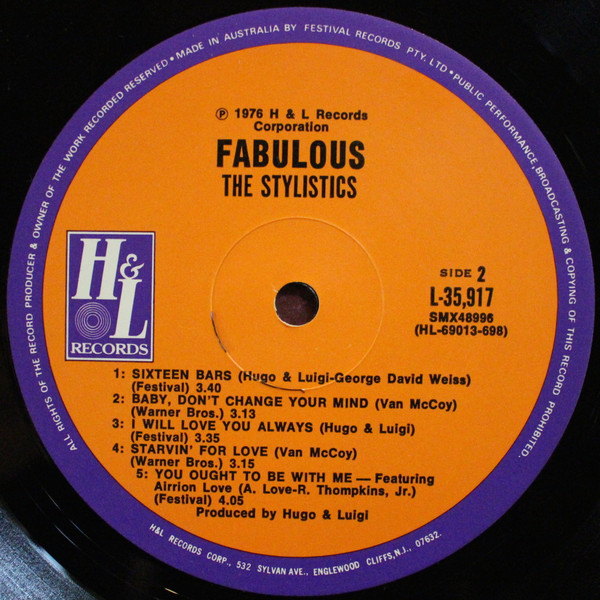 ALL RIGHTS OF THE RECORD PRODUCER & OWNER OF THE WORK RECORDED RESERVED • MADE IN AUSTRALIA BY FESTIVAL RECORDS PTY. LTD • PUBLIC PERFORMANCE, BROADCASTING & COPYING OF THIS RECORD PROHIBITED.
℗ 1976 H & L Records
Corporation
FABULOUS
THE STYLISTICS
H&L
RECORDS
SIDE 2
L-35,917
SMX48996
(HL-69013-698)
1: SIXTEEN BARS (Hugo & Luigi-George David Weiss)
(Festival) 3.40
2: BABY, DON'T CHANGE YOUR MIND (Van McCoy)
(Warner Bros.) 3.13
3: I WILL LOVE YOU ALWAYS (Hugo & Luigi)
(Festival) 3.35
4: STARVIN' FOR LOVE (Van McCoy)
(Warner Bros.) 3.15
5: YOU OUGHT TO BE WITH ME — Featuring
Airrion Love (A. Love-R. Thompkins, Jr.)
(Festival) 4.05
Produced by Hugo & Luigi
H&L RECORDS CORP., 532 SYLVAN AVE., ENGLEWOOD CLIFFS, N.J., 07632.